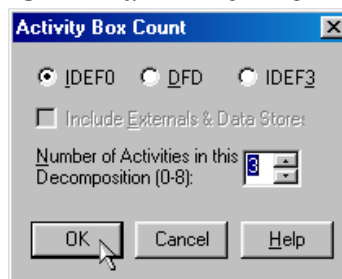 Activity Box Count
IDEF0 DFD IDEF3
Include Externals & Data Stores
Number of Activities in this
Decomposition (0-8):
3
OK Cancel Help